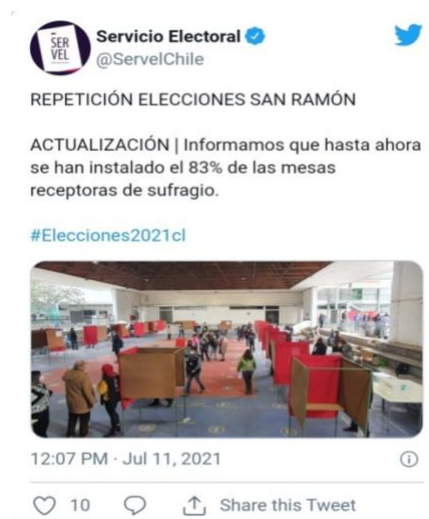 SER
VEL
Servicio Electoral
@ServelChile
REPETICIÓN ELECCIONES SAN RAMÓN
ACTUALIZACIÓN | Informamos que hasta ahora
se han instalado el 83% de las mesas
receptoras de sufragio.
#Elecciones2021cl
12:07 PM · Jul 11, 2021
10
Share this Tweet